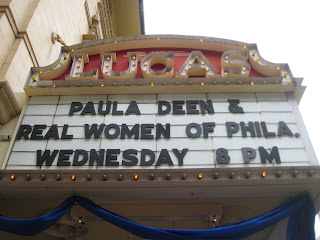 LUCAS
PAULA DEEN &
REAL WOMEN OF PHILA.
WEDNESDAY 8 PM